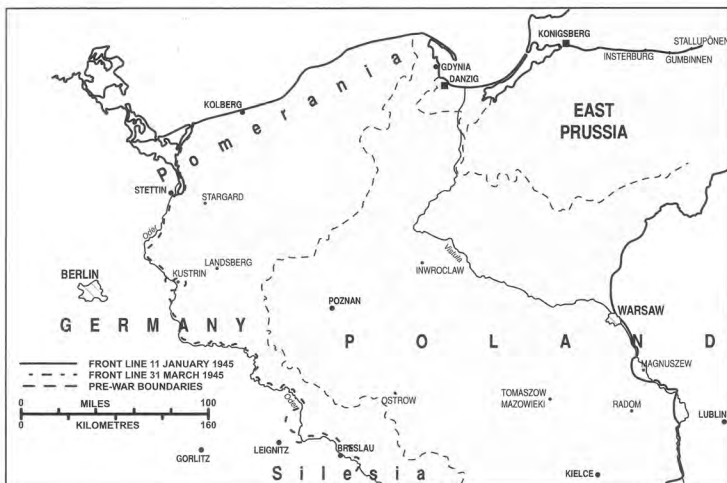 KONIGSBERG
STALLUPÖNEN
INSTERBURG
GUMBINNEN
GDYNIA
DANZIG
KOLBERG
Pomerania
EAST
PRUSSIA
STETTIN
STARGARD
Oder
Vistula
INWROCLAW
BERLIN
KUSTRIN
LANDSBERG
POZNAN
WARSAW
GERMANY
POLAND
MAGNUSZEW
FRONT LINE 11 JANUARY 1945
FRONT LINE 31 MARCH 1945
PRE-WAR BOUNDARIES
0 MILES 100
0 KILOMETRES 160
Oder
OSTROW
TOMASZOW
MAZOWIEKI
RADOM
LUBLIN
GORLITZ
LEIGNITZ
BRESLAU
Silesia
KIELCE